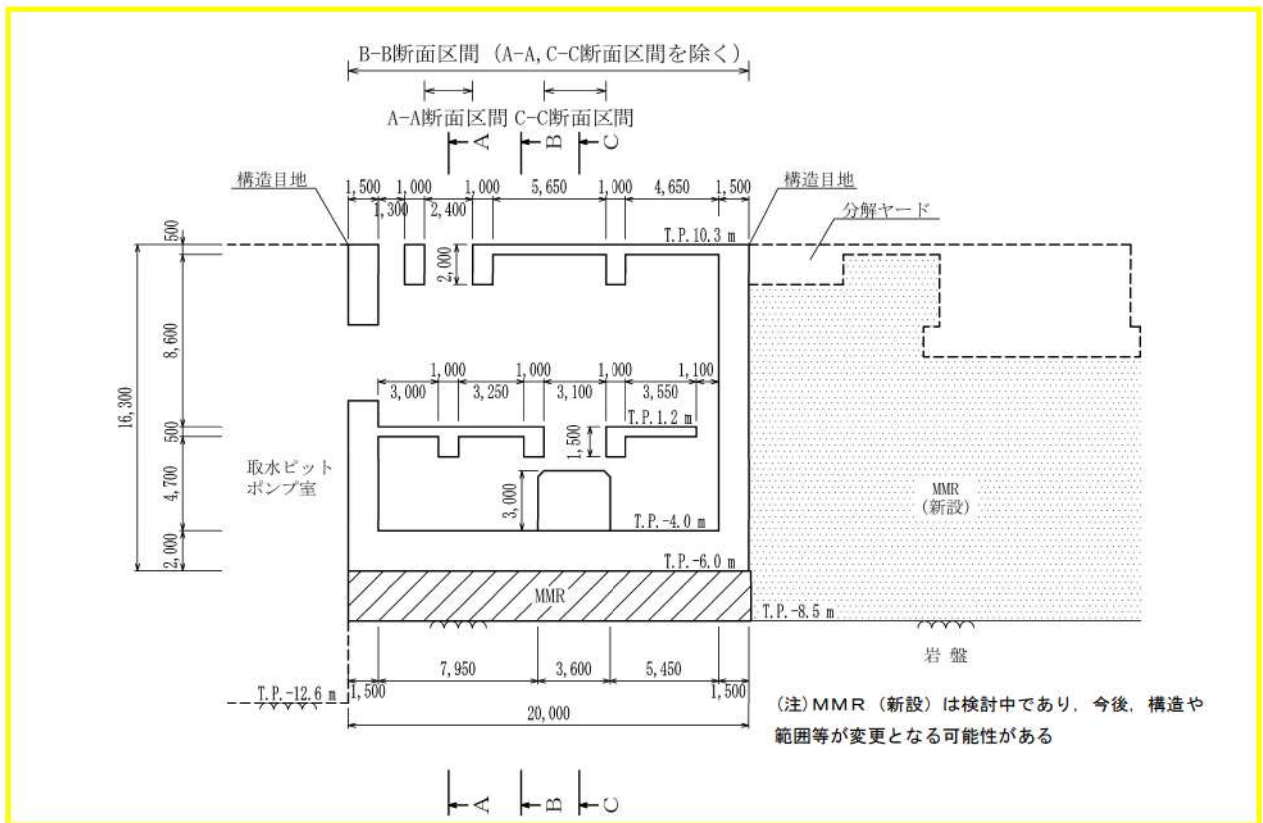 B-B断面区間（A-A, C-C断面区間を除く）
A-A断面区間 C-C断面区間
A B C
構造目地
構造目地
1,500 1,000 1,000 5,650 1,000 4,650 1,500
1,300 2,400
分解ヤード
500
T.P.10.3 m
2,000
8,600
16,300
1,000 1,000 1,000 1,100
3,000 3,250 3,100 3,550
T.P.1.2 m
500
1,500
取水ピット
ポンプ室
4,700
3,000
MMR
(新設)
T.P.-4.0 m
2,000
T.P.-6.0 m
MMR
T.P.-8.5 m
岩 盤
7,950 3,600 5,450
T.P.-12.6 m
1,500 1,500
20,000
(注)MMR（新設）は検討中であり，今後，構造や
範囲等が変更となる可能性がある
A B C